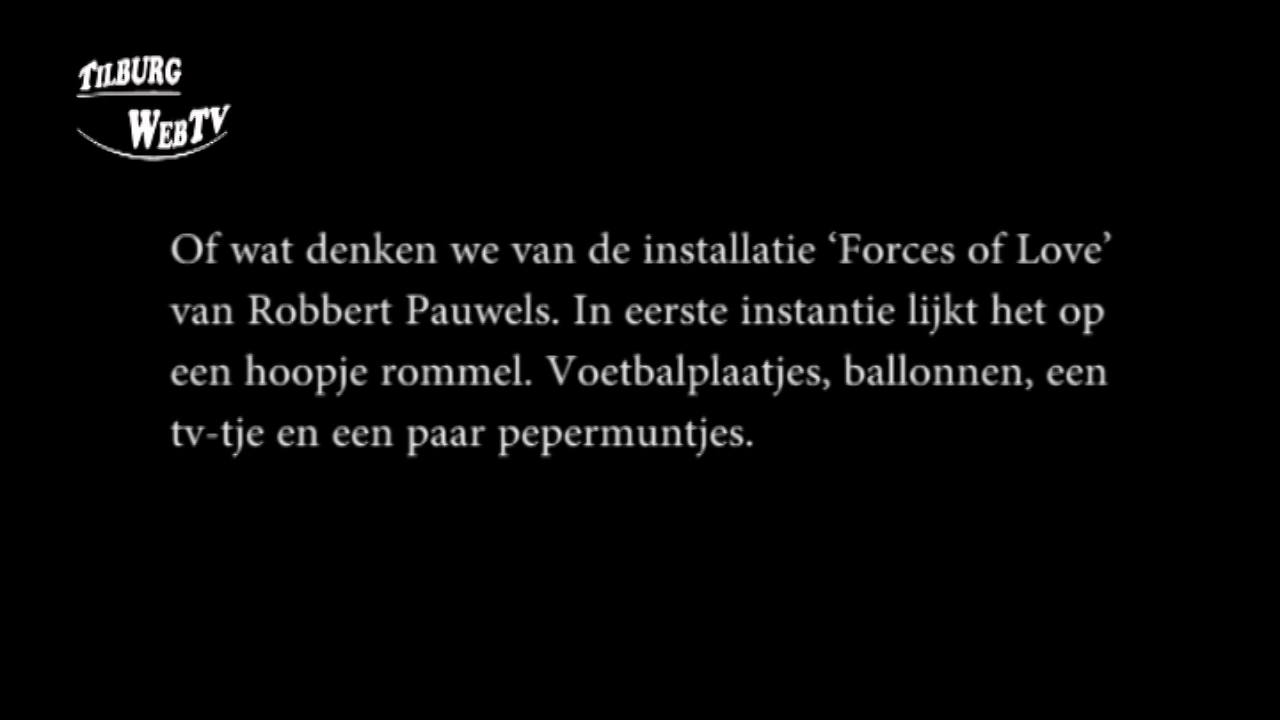 TILBURG
WEBTV
Of wat denken we van de installatie ‘Forces of Love’
van Robbert Pauwels. In eerste instantie lijkt het op
een hoopje rommel. Voetbalplaatjes, ballonnen, een
tv-tje en een paar pepermuntjes.